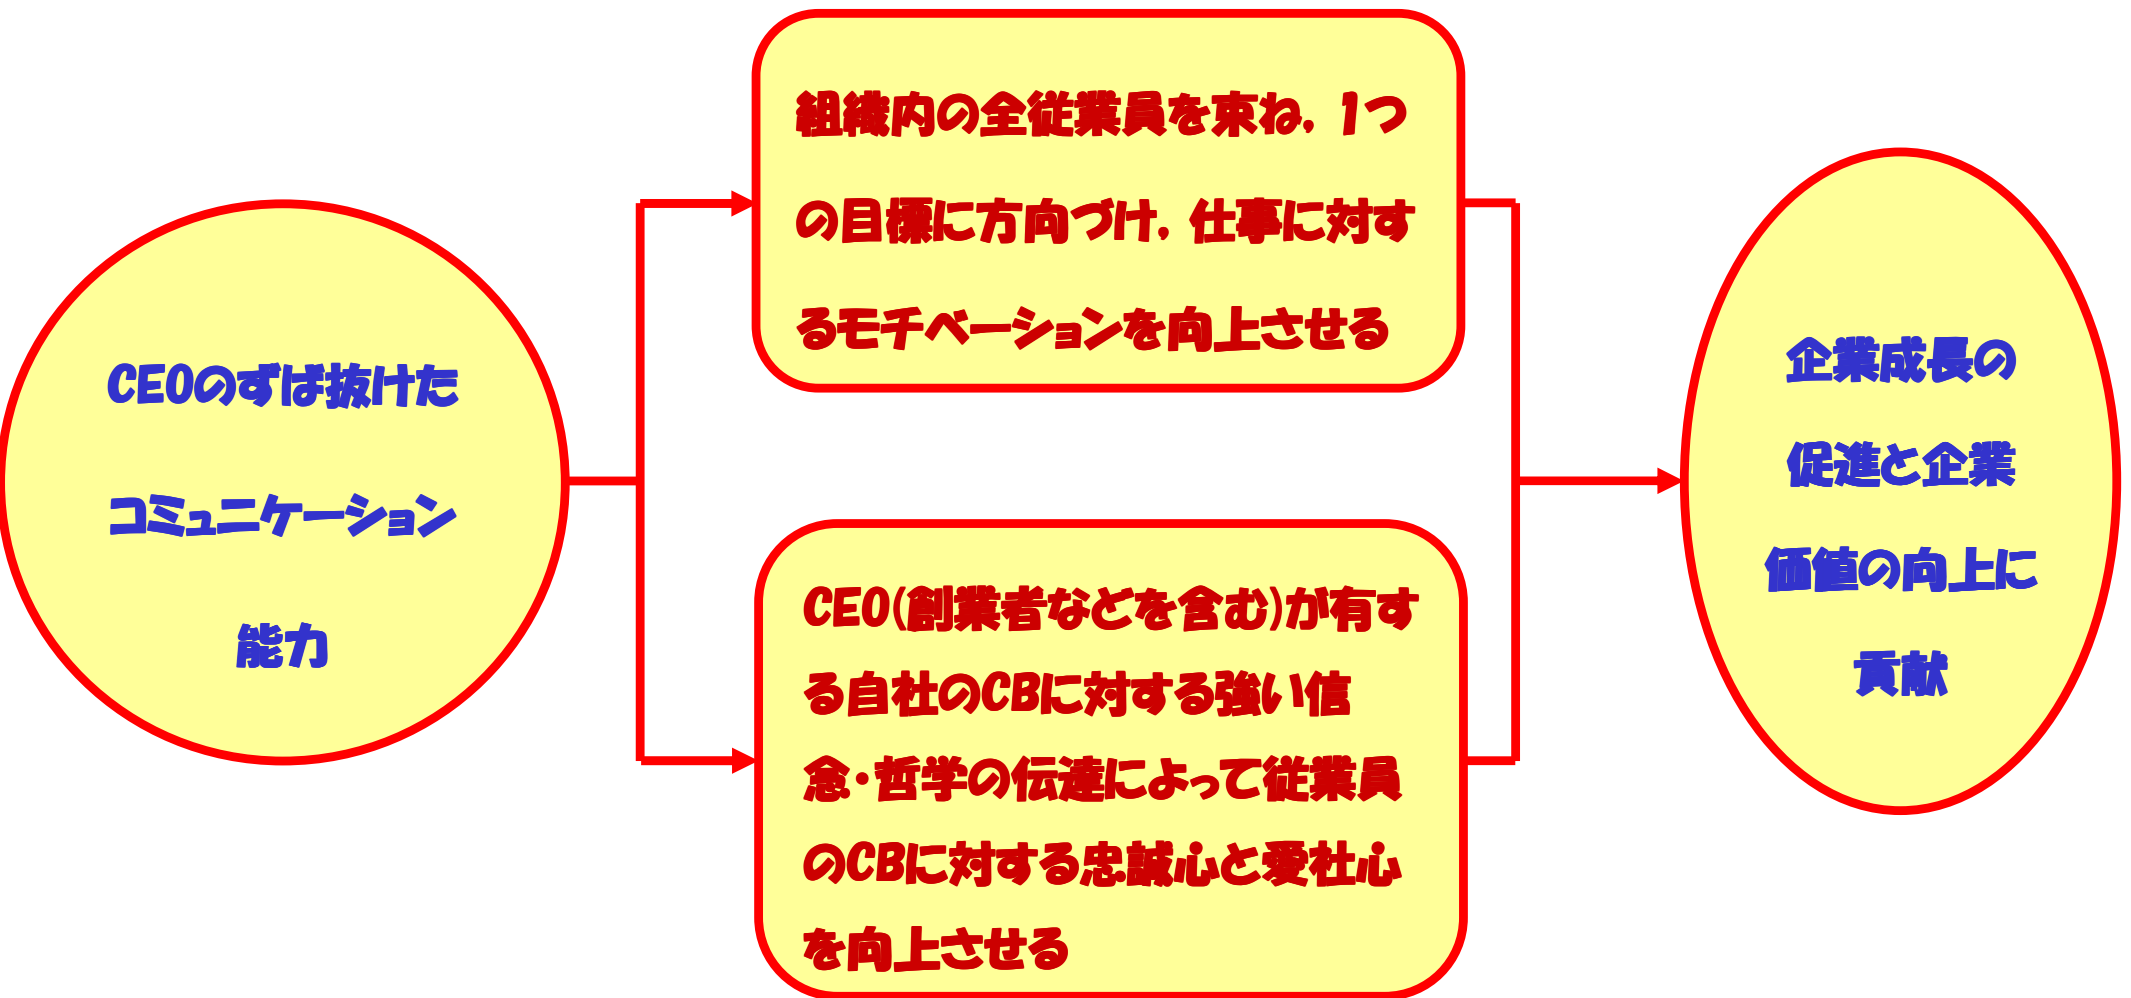 CEOのずば抜けた
コミュニケーション
能力
組織内の全従業員を束ね，1つ
の目標に方向づけ，仕事に対す
るモチベーションを向上させる
CEO(創業者などを含む)が有す
る自社のCBに対する強い信
念・哲学の伝達によって従業員
のCBに対する忠誠心と愛社心
を向上させる
企業成長の
促進と企業
価値の向上に
貢献